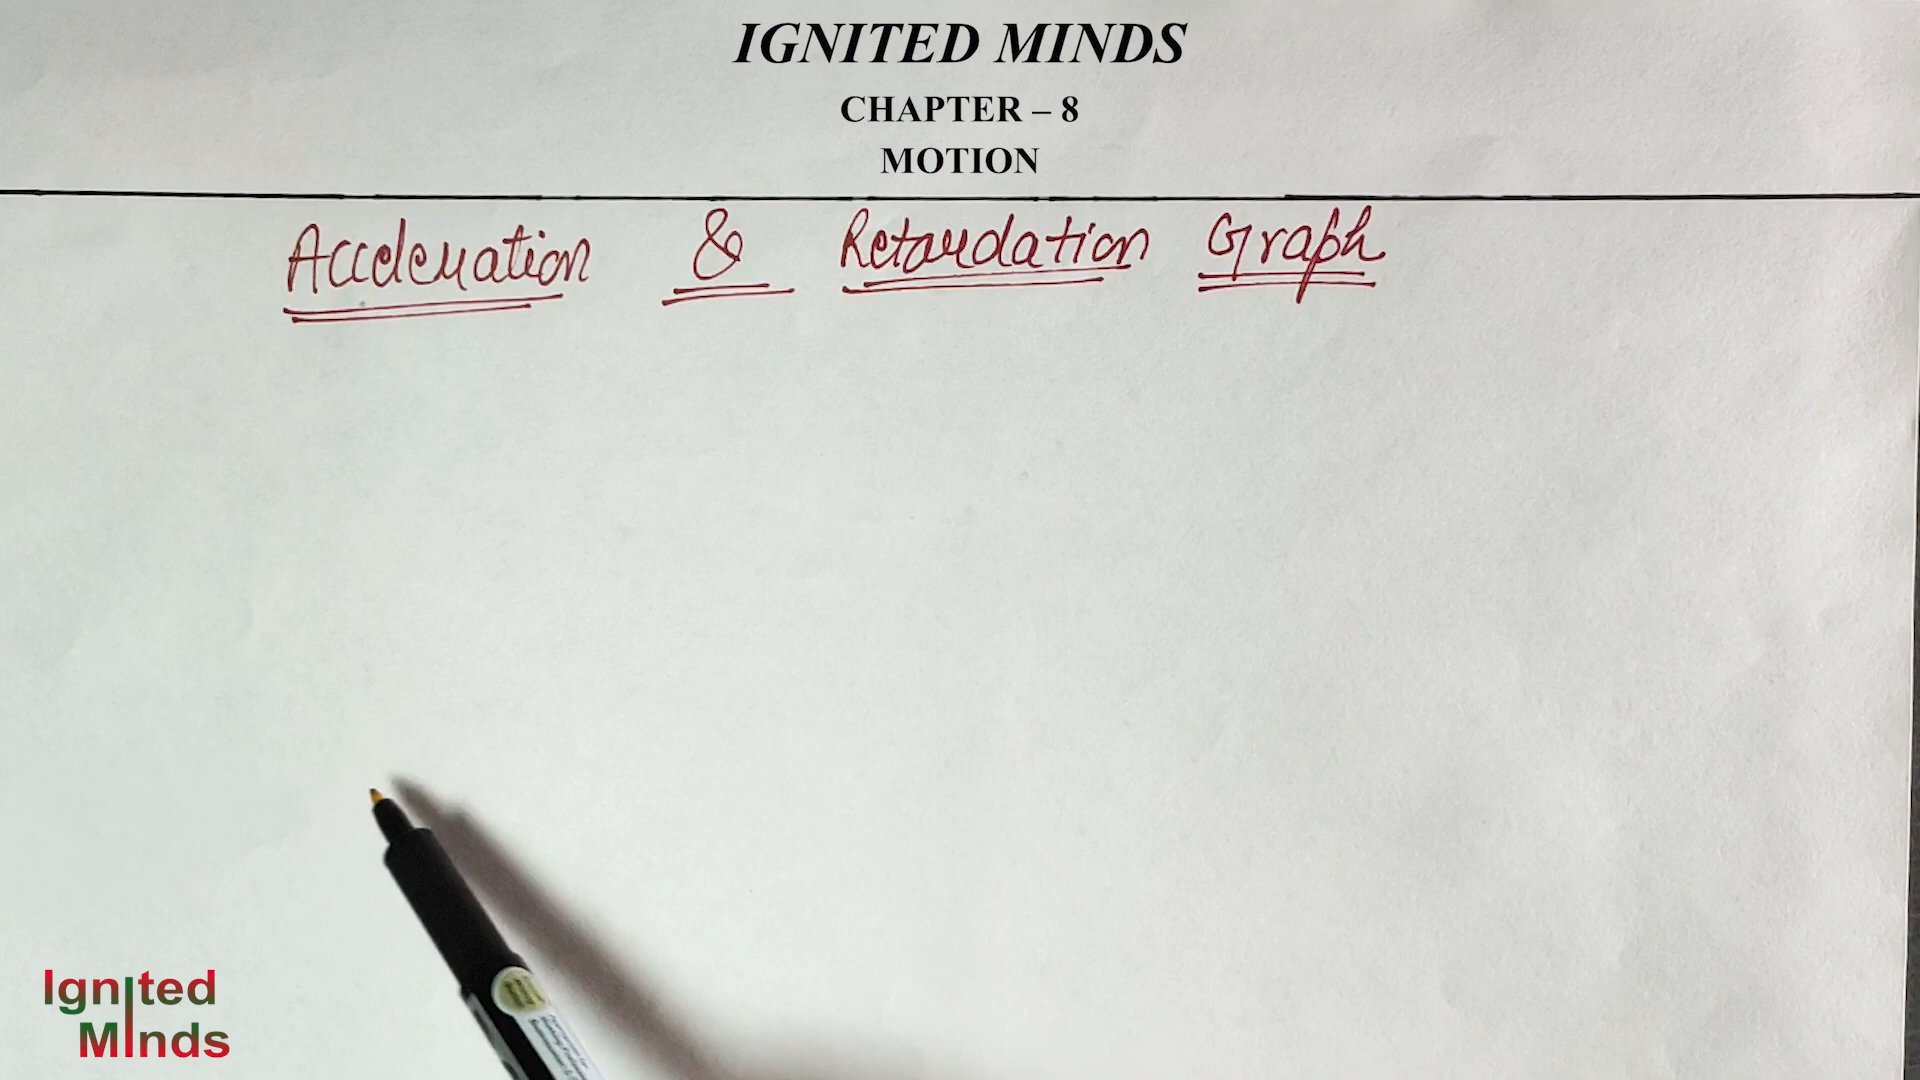 IGNITED MINDS
CHAPTER – 8
MOTION
Acceleration & Retardation Graph
Ignited
Minds